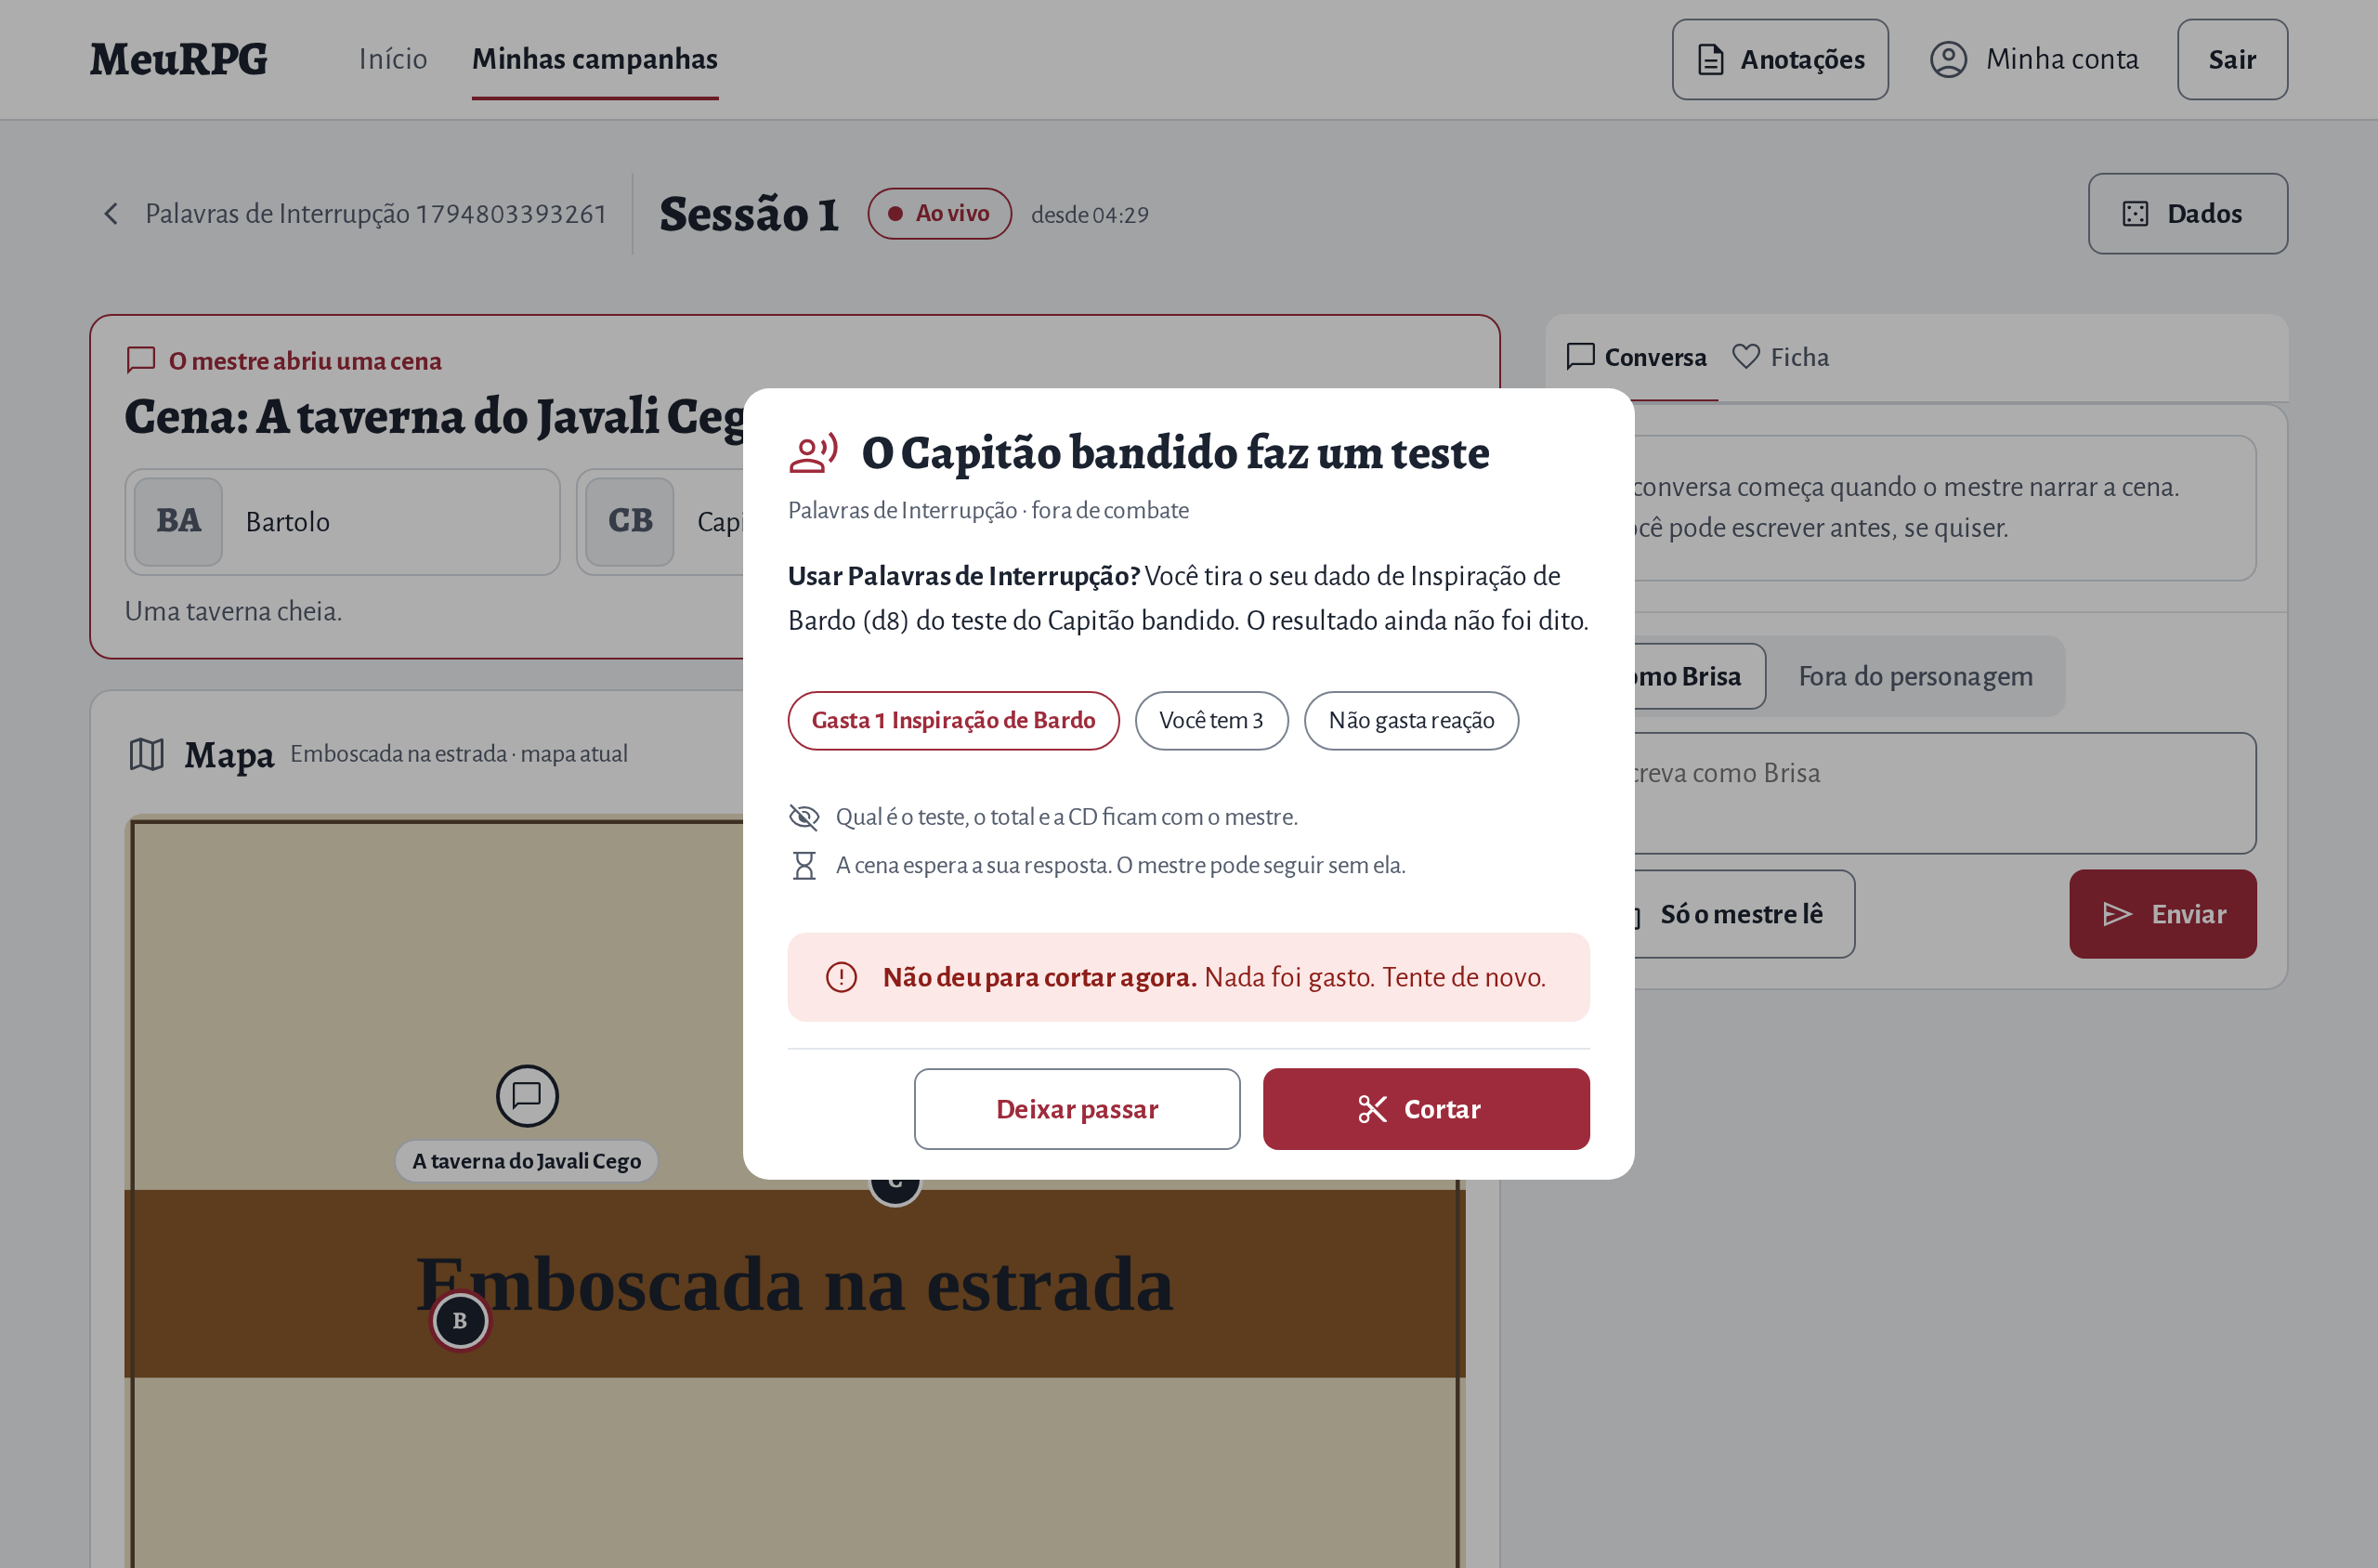 MeuRPG
Início
Minhas campanhas
Anotações
Minha conta
Sair
Palavras de Interrupção 1794803393261
Sessão 1
Ao vivo
desde 04:29
Dados
O mestre abriu uma cena
Cena: A taverna do Javali Ceg
BA
Bartolo
CB
Capi
Uma taverna cheia.
Mapa
Emboscada na estrada · mapa atual
A taverna do Javali Cego
Emboscada na estrada
B
Conversa
Ficha
conversa começa quando o mestre narrar a cena.
ocê pode escrever antes, se quiser.
omo Brisa
Fora do personagem
creva como Brisa
Só o mestre lê
Enviar
O Capitão bandido faz um teste
Palavras de Interrupção · fora de combate
Usar Palavras de Interrupção? Você tira o seu dado de Inspiração de
Bardo (d8) do teste do Capitão bandido. O resultado ainda não foi dito.
Gasta 1 Inspiração de Bardo
Você tem 3
Não gasta reação
Qual é o teste, o total e a CD ficam com o mestre.
A cena espera a sua resposta. O mestre pode seguir sem ela.
Não deu para cortar agora. Nada foi gasto. Tente de novo.
Deixar passar
Cortar